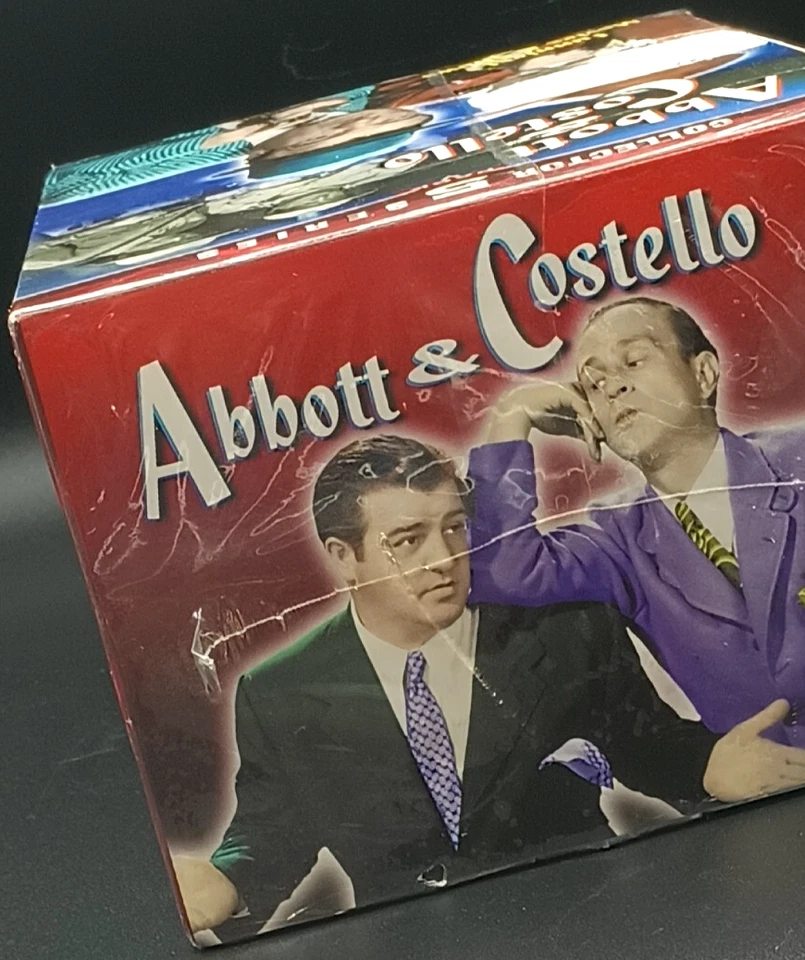 Abbott & Costello
Abbott
Costello
COLLECTOR
SERIES